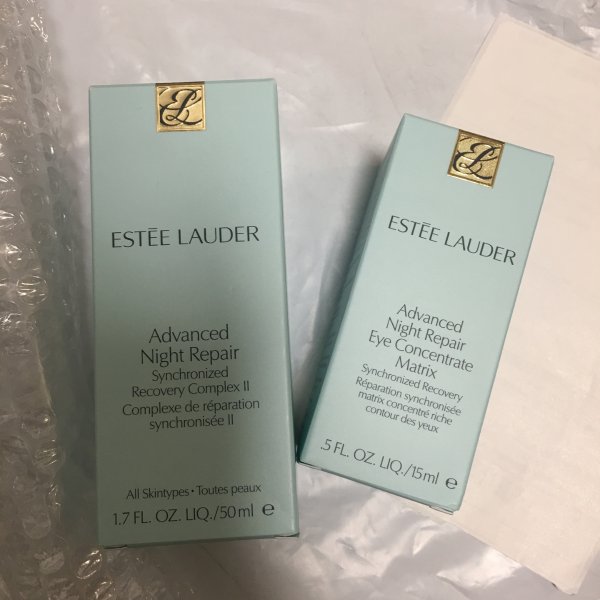 EL
ESTĒE LAUDER
Advanced
Night Repair
Synchronized
Recovery Complex II
Complexe de réparation
synchronisée II
All Skintypes • Toutes peaux
1.7 FL. OZ. LIQ./50ml e
EL
ESTĒE LAUDER
Advanced
Night Repair
Eye Concentrate
Matrix
Synchronized Recovery
Réparation synchronisée
matrix concentré riche
contour des yeux
.5 FL. OZ. LIQ./15ml e